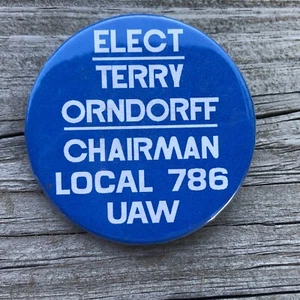 ELECT
TERRY
ORNDORFF
CHAIRMAN
LOCAL 786
UAW